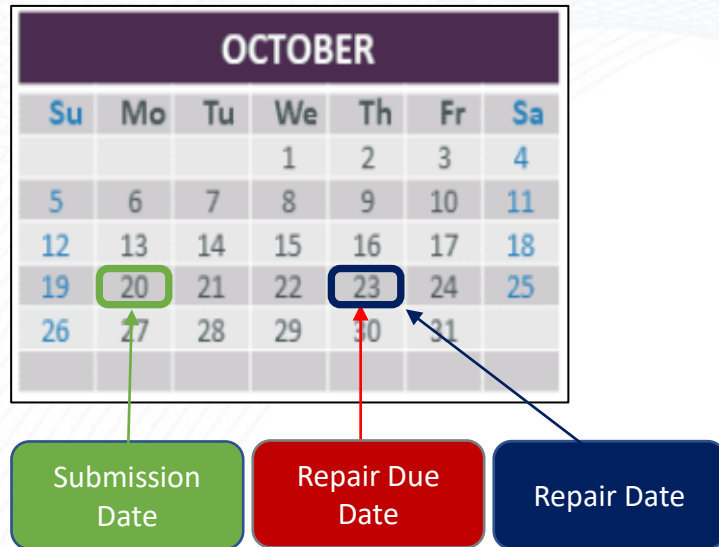 OCTOBER
Su Mo Tu We Th Fr Sa
1 2 3 4
5 6 7 8 9 10 11
12 13 14 15 16 17 18
19 20 21 22 23 24 25
26 27 28 29 30 31
Submission
Date
Repair Due
Date
Repair Date